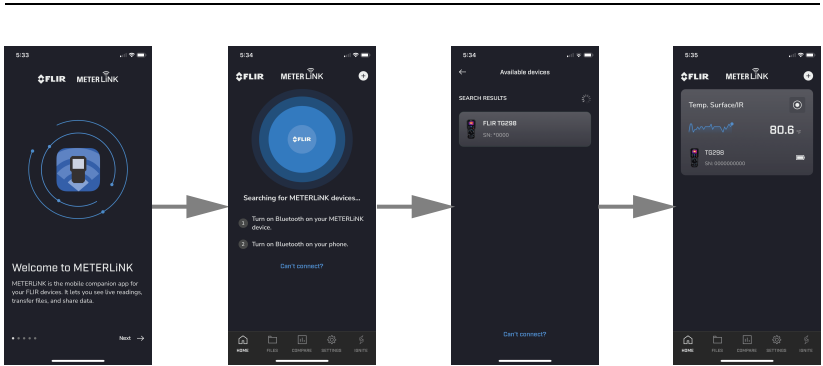 5:33
FLIR METERLiNK
Welcome to METERLiNK
METERLiNK is the mobile companion app for
your FLIR devices. It lets you see live readings,
transfer files, and share data.
Next →
5:34
FLIR METERLiNK
FLIR
Searching for METERLiNK devices...
1 Turn on Bluetooth on your METERLiNK
device.
2 Turn on Bluetooth on your phone.
Can't connect?
HOME FILES COMPARE SETTINGS IGNITE
5:34
← Available devices
SEARCH RESULTS
FLIR TG298
SN: *0000
Can't connect?
5:35
FLIR METERLiNK
Temp. Surface/IR
80.6 °F
TG298
SN: 0000000000
HOME FILES COMPARE SETTINGS IGNITE